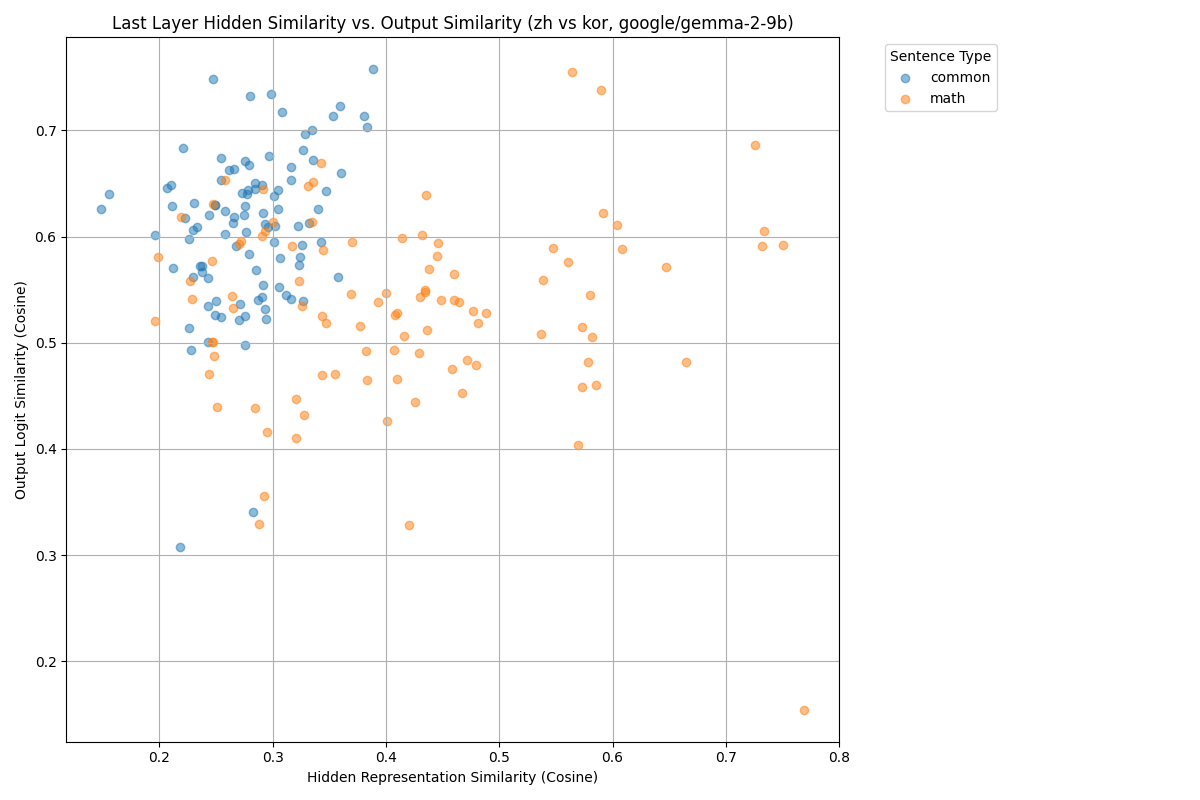 Last Layer Hidden Similarity vs. Output Similarity (zh vs kor, google/gemma-2-9b)
Sentence Type
common
math
Output Logit Similarity (Cosine)
0.7
0.6
0.5
0.4
0.3
0.2
0.2 0.3 0.4 0.5 0.6 0.7 0.8
Hidden Representation Similarity (Cosine)